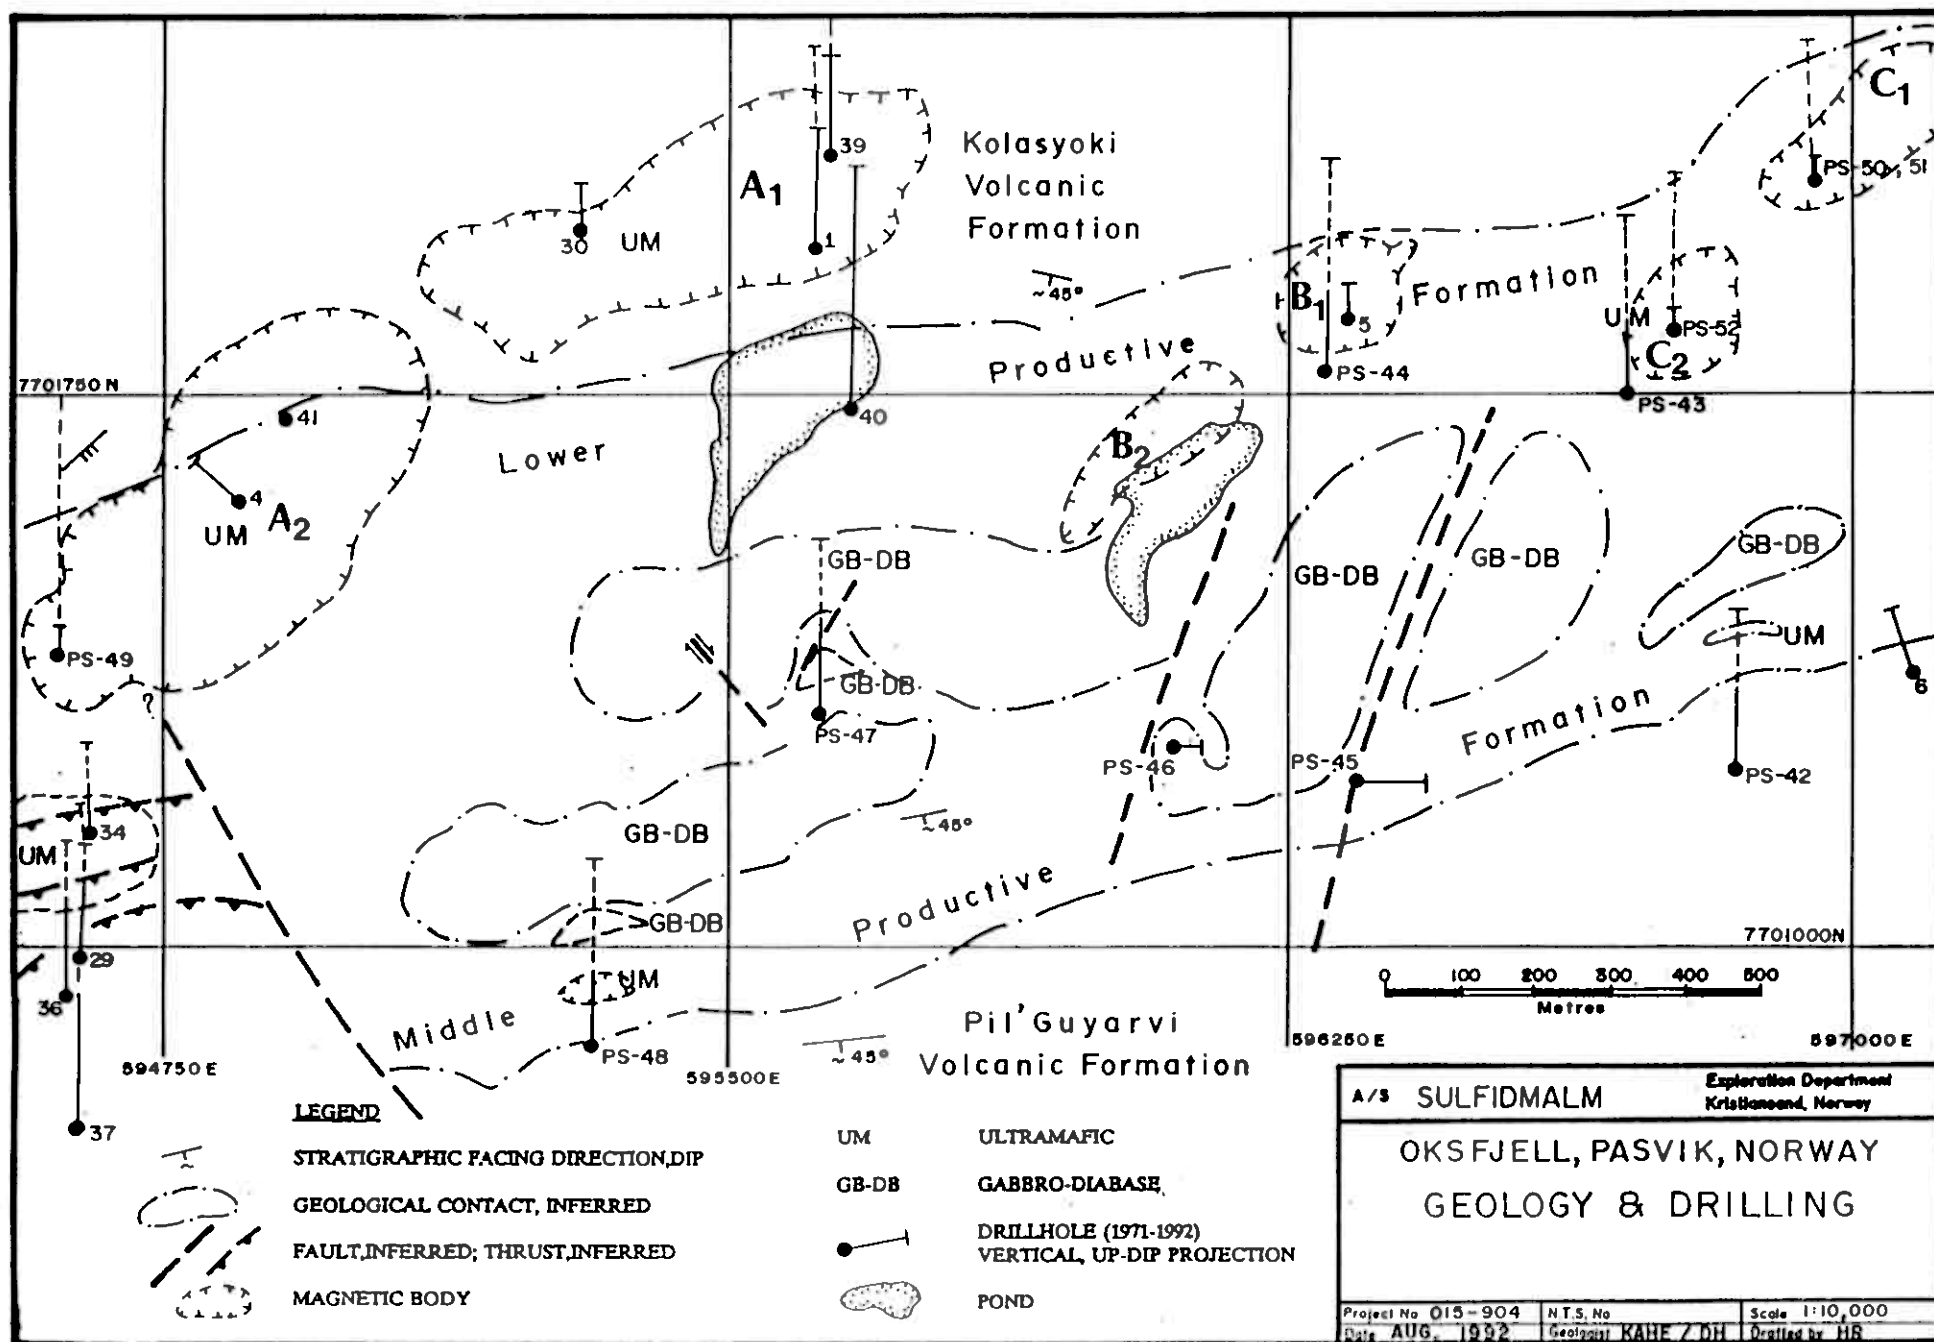 C1
Kolasyoki
Volcanic
Formation
39
A1
PS-50, 51
30
UM
1
~45°
B1
5
Formation
UM
PS-52
C2
Productive
PS-44
7701750 N
PS-43
41
40
Lower
B2
4
A2
UM
GB-DB
GB-DB
GB-DB
GB-DB
UM
PS-49
GB-DB
6
?
Formation
PS-47
PS-46
PS-45
PS-42
34
GB-DB
~45°
UM
Productive
GB-DB
7701000N
29
UM
0 100 200 300 400 500
Metres
36
Middle
Pil'Guyarvi
Volcanic Formation
PS-48
~45°
594750 E
595500 E
596250 E
597000 E
37
LEGEND
STRATIGRAPHIC FACING DIRECTION, DIP
GEOLOGICAL CONTACT, INFERRED
FAULT, INFERRED; THRUST, INFERRED
MAGNETIC BODY
UM ULTRAMAFIC
GB-DB GABBRO-DIABASE
DRILLHOLE (1971-1992)
VERTICAL, UP-DIP PROJECTION
POND
A/S SULFIDMALM
Exploration Department
Kristiansand, Norway
OKSFJELL, PASVIK, NORWAY
GEOLOGY & DRILLING
Project No 015-904 N.T.S. No Scale 1:10,000
Date AUG. 1992 Geologist KAHE / DH Drafted by HR